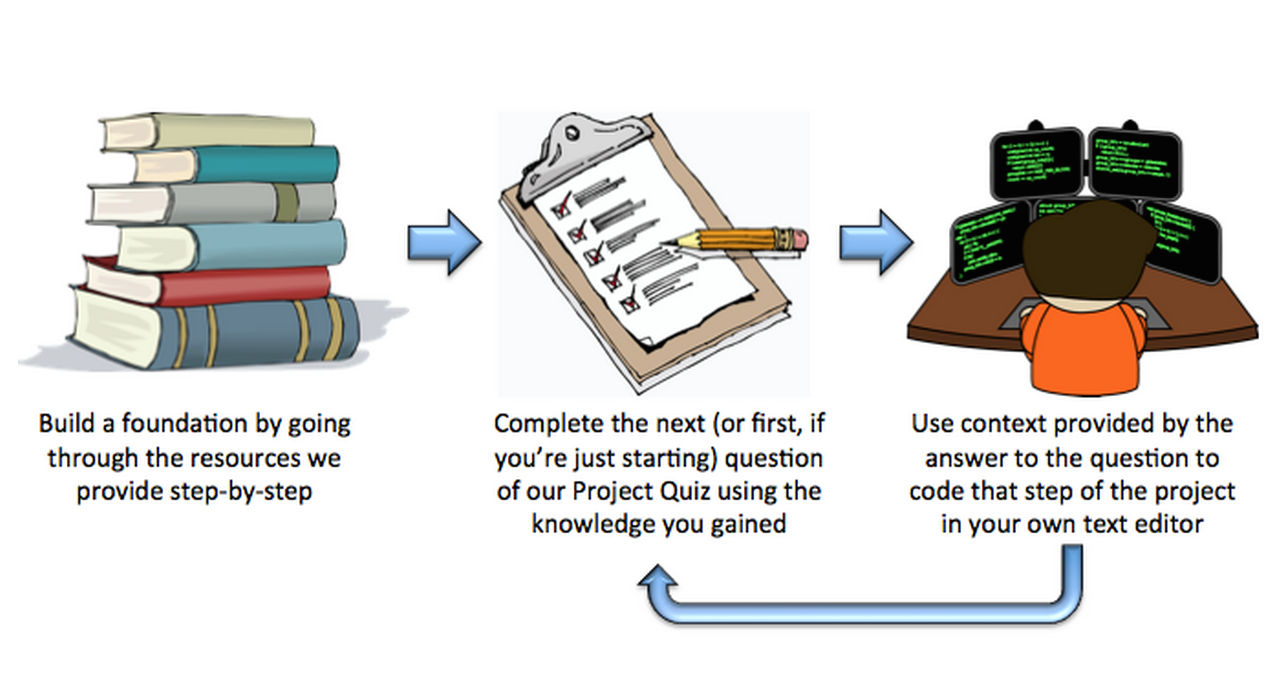 Build a foundation by going
through the resources we
provide step-by-step
Complete the next (or first, if
you're just starting) question
of our Project Quiz using the
knowledge you gained
Use context provided by the
answer to the question to
code that step of the project
in your own text editor